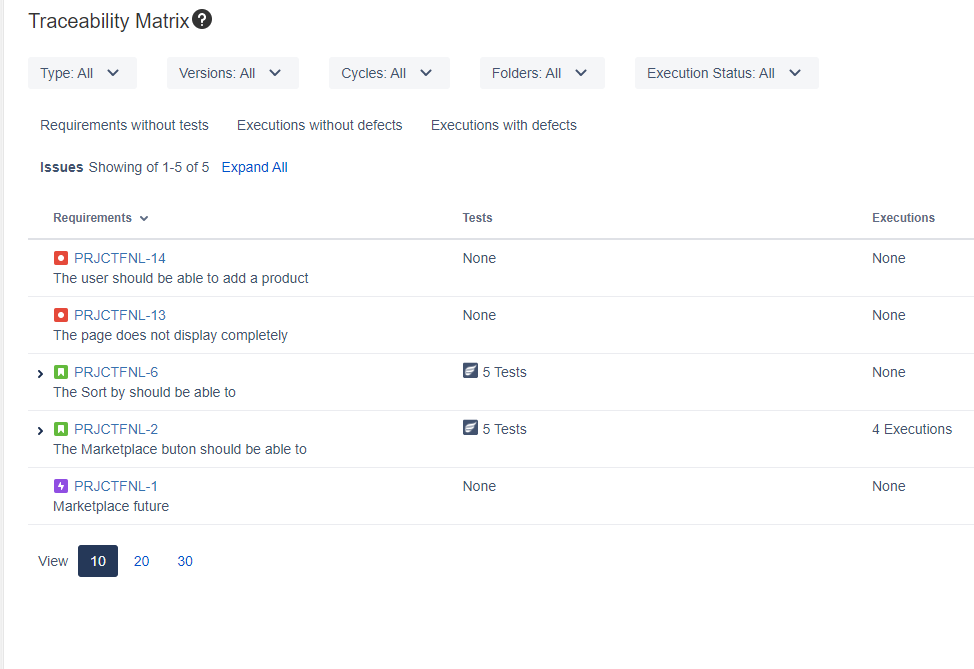 Traceability Matrix ?
Type: All Versions: All Cycles: All Folders: All Execution Status: All
Requirements without tests Executions without defects Executions with defects
Issues Showing of 1-5 of 5 Expand All
Requirements Tests Executions
PRJCTFNL-14 None None
The user should be able to add a product
PRJCTFNL-13 None None
The page does not display completely
PRJCTFNL-6 5 Tests None
The Sort by should be able to
PRJCTFNL-2 5 Tests 4 Executions
The Marketplace buton should be able to
PRJCTFNL-1 None None
Marketplace future
View 10 20 30